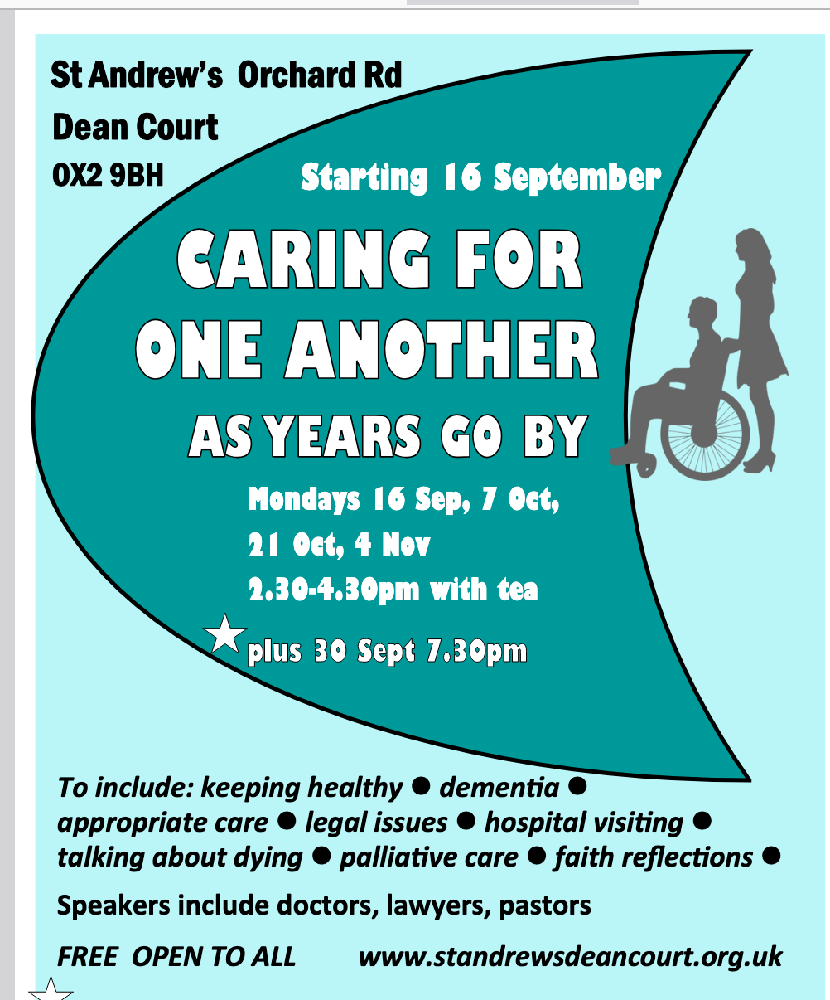 St Andrew’s  Orchard Rd
Dean Court
OX2 9BH
Starting 16 September
CARING FOR
ONE ANOTHER
AS YEARS GO BY
Mondays 16 Sep, 7 Oct,
21 Oct, 4 Nov
2.30-4.30pm with tea
plus 30 Sept 7.30pm
To include: keeping healthy ● dementia ●
appropriate care ● legal issues ● hospital visiting ●
talking about dying ● palliative care ● faith reflections ●
Speakers include doctors, lawyers, pastors
FREE  OPEN TO ALL www.standrewsdeancourt.org.uk